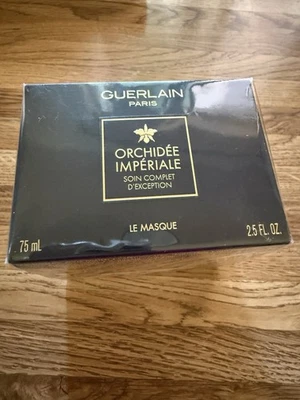 GUERLAIN
PARIS
ORCHIDÉE
IMPÉRIALE
SOIN COMPLET
D'EXCEPTION
LE MASQUE
75 mL 2.5 FL. OZ.